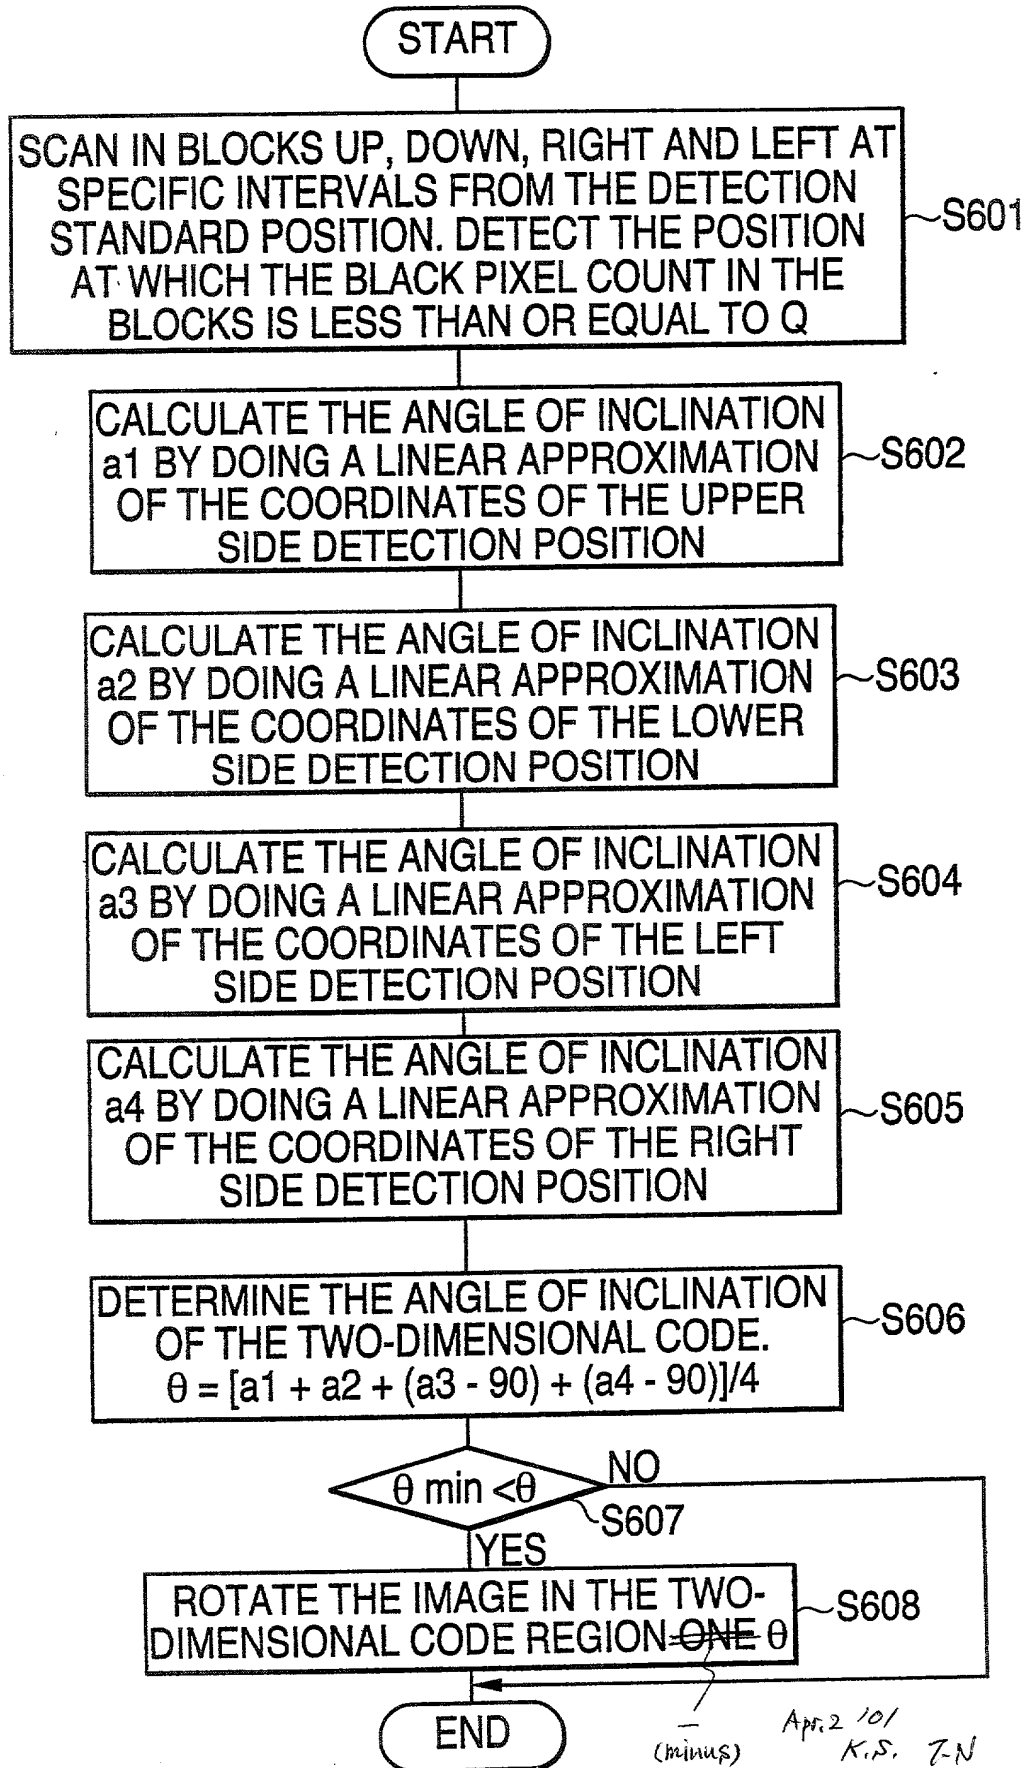 START
SCAN IN BLOCKS UP, DOWN, RIGHT AND LEFT AT
SPECIFIC INTERVALS FROM THE DETECTION
STANDARD POSITION. DETECT THE POSITION
AT WHICH THE BLACK PIXEL COUNT IN THE
BLOCKS IS LESS THAN OR EQUAL TO Q
S601
CALCULATE THE ANGLE OF INCLINATION
a1 BY DOING A LINEAR APPROXIMATION
OF THE COORDINATES OF THE UPPER
SIDE DETECTION POSITION
S602
CALCULATE THE ANGLE OF INCLINATION
a2 BY DOING A LINEAR APPROXIMATION
OF THE COORDINATES OF THE LOWER
SIDE DETECTION POSITION
S603
CALCULATE THE ANGLE OF INCLINATION
a3 BY DOING A LINEAR APPROXIMATION
OF THE COORDINATES OF THE LEFT
SIDE DETECTION POSITION
S604
CALCULATE THE ANGLE OF INCLINATION
a4 BY DOING A LINEAR APPROXIMATION
OF THE COORDINATES OF THE RIGHT
SIDE DETECTION POSITION
S605
DETERMINE THE ANGLE OF INCLINATION
OF THE TWO-DIMENSIONAL CODE.
θ = [a1 + a2 + (a3 - 90) + (a4 - 90)]/4
S606
θ min <θ
NO
S607
YES
ROTATE THE IMAGE IN THE TWO-
DIMENSIONAL CODE REGION ONE θ
S608
END
—
(minus)
Apr. 2 '01
K.S. T-N